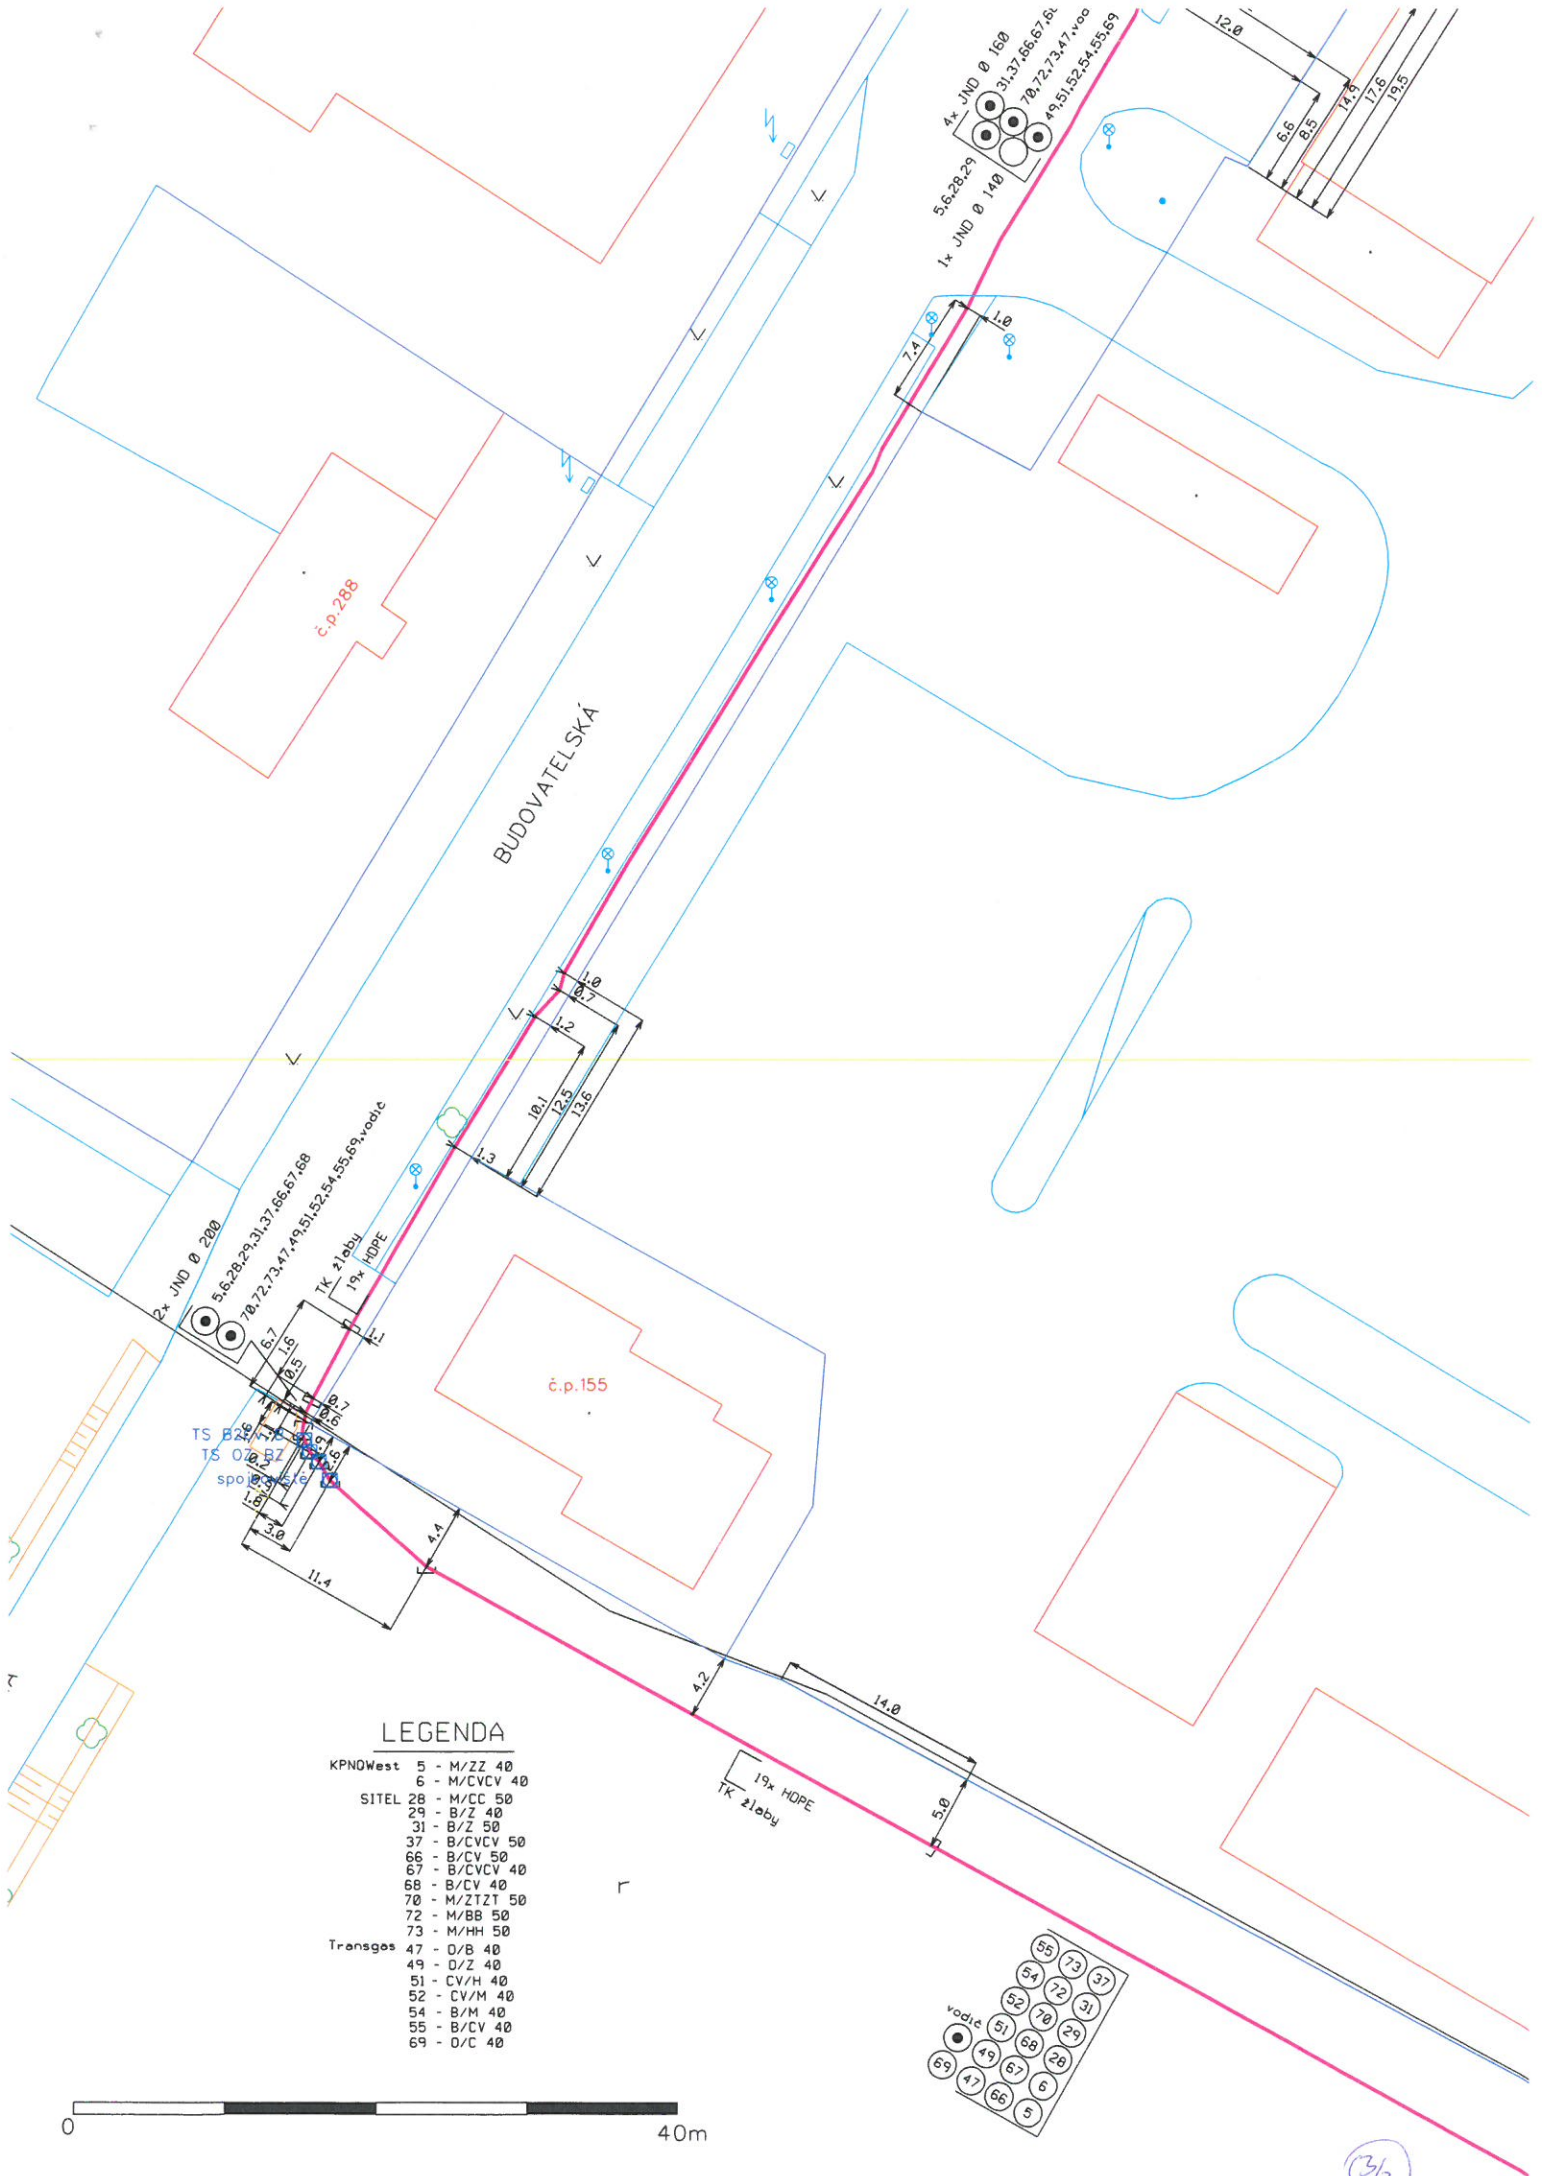 4x JND Ø 160
31,37,66,67,68
70,72,73,47,vodič
49,51,52,54,55,69
5,6,28,29
1x JND Ø 140
12.0
6.6
8.5
14.9
17.6
19.5
7.4
1.0
č.p.288
BUDOVATELSKÁ
1.0
0.7
1.2
10.1
12.5
13.6
1.3
2x JND Ø 200
5,6,28,29,31,37,66,67,68
70,72,73,47,49,51,52,54,55,69,vodič
TK žlaby
19x HDPE
6.7
1.6
0.5
1.1
0.7
0.6
č.p.155
TS OZ BZ
spojkoviště
3.0
11.4
4.4
4.2
14.0
5.0
19x HDPE
TK žlaby
LEGENDA
KPNQWest 5 - M/ZZ 40
6 - M/CVCV 40
SITEL 28 - M/CC 50
29 - B/Z 40
31 - B/Z 50
37 - B/CVCV 50
66 - B/CV 50
67 - B/CVCV 40
68 - B/CV 40
70 - M/ZTZT 50
72 - M/BB 50
73 - M/HH 50
Transgas 47 - O/B 40
49 - O/Z 40
51 - CV/H 40
52 - CV/M 40
54 - B/M 40
55 - B/CV 40
69 - O/C 40
55 73 37
54 72 31
52 70 29
vodič 51 68 28
49 67 6
69 47 66 5
0 40m